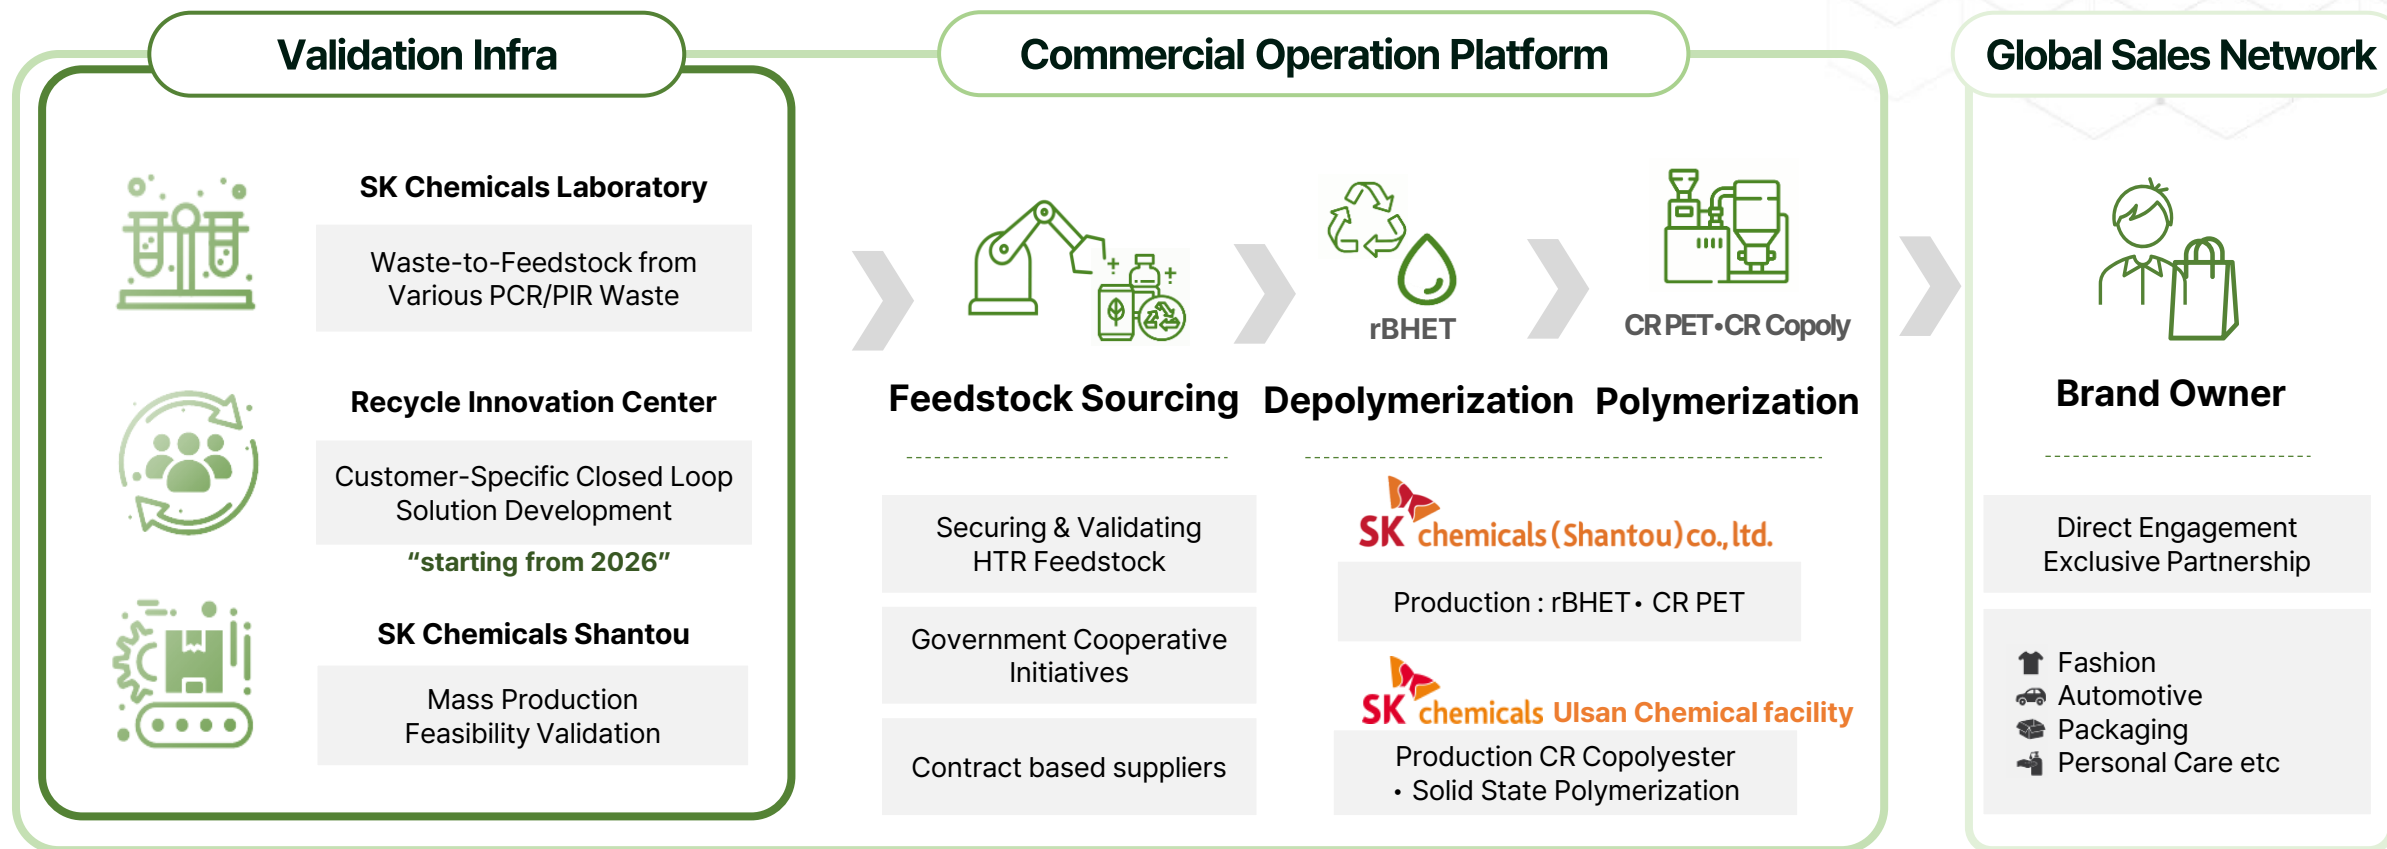 Validation Infra
SK Chemicals Laboratory
Waste-to-Feedstock from
Various PCR/PIR Waste
Recycle Innovation Center
Customer-Specific Closed Loop
Solution Development
“starting from 2026”
SK Chemicals Shantou
Mass Production
Feasibility Validation
Commercial Operation Platform
Feedstock Sourcing
Securing & Validating
HTR Feedstock
Government Cooperative
Initiatives
Contract based suppliers
rBHET
Depolymerization
CR PET•CR Copoly
Polymerization
SK chemicals (Shantou) co., ltd.
Production : rBHET • CR PET
SK chemicals Ulsan Chemical facility
Production CR Copolyester
• Solid State Polymerization
Global Sales Network
Brand Owner
Direct Engagement
Exclusive Partnership
Fashion
Automotive
Packaging
Personal Care etc